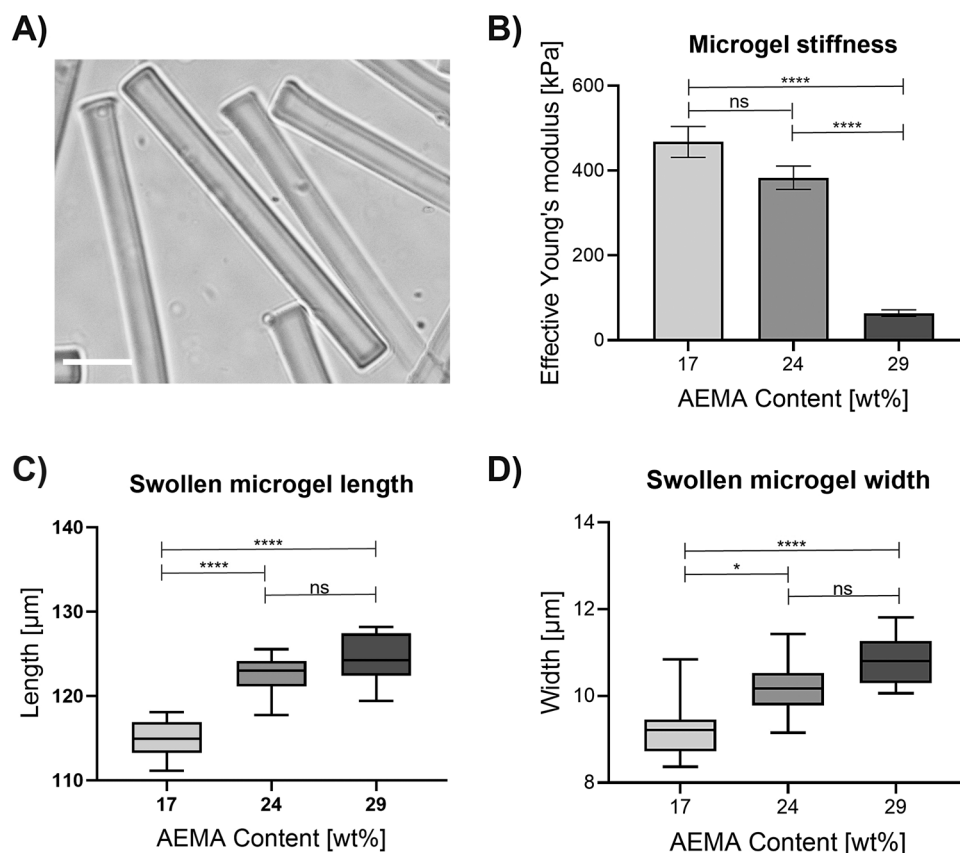 A)
B)
Microgel stiffness
Effective Young's modulus [kPa]
600
400
200
0
****
ns
****
17
24
29
AEMA Content [wt%]
C)
Swollen microgel length
Length [µm]
140
130
120
110
****
****
ns
17
24
29
AEMA Content [wt%]
D)
Swollen microgel width
Width [µm]
14
12
10
8
****
*
ns
17
24
29
AEMA Content [wt%]